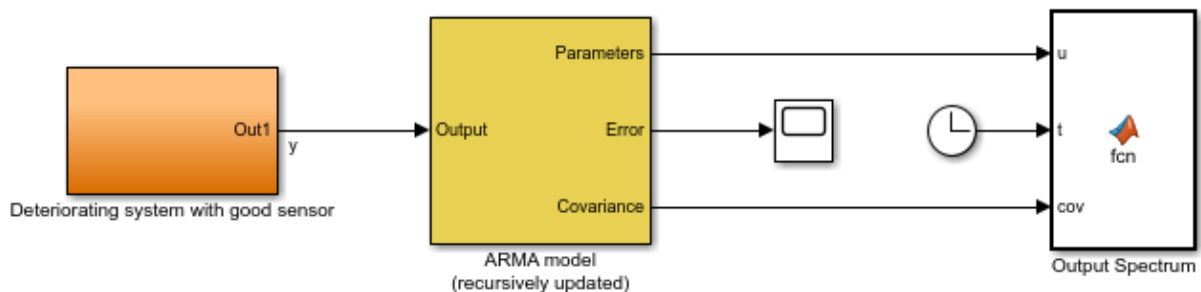 Out1
y
Deteriorating system with good sensor
Parameters
Output
Error
Covariance
ARMA model
(recursively updated)
u
t
fcn
cov
Output Spectrum